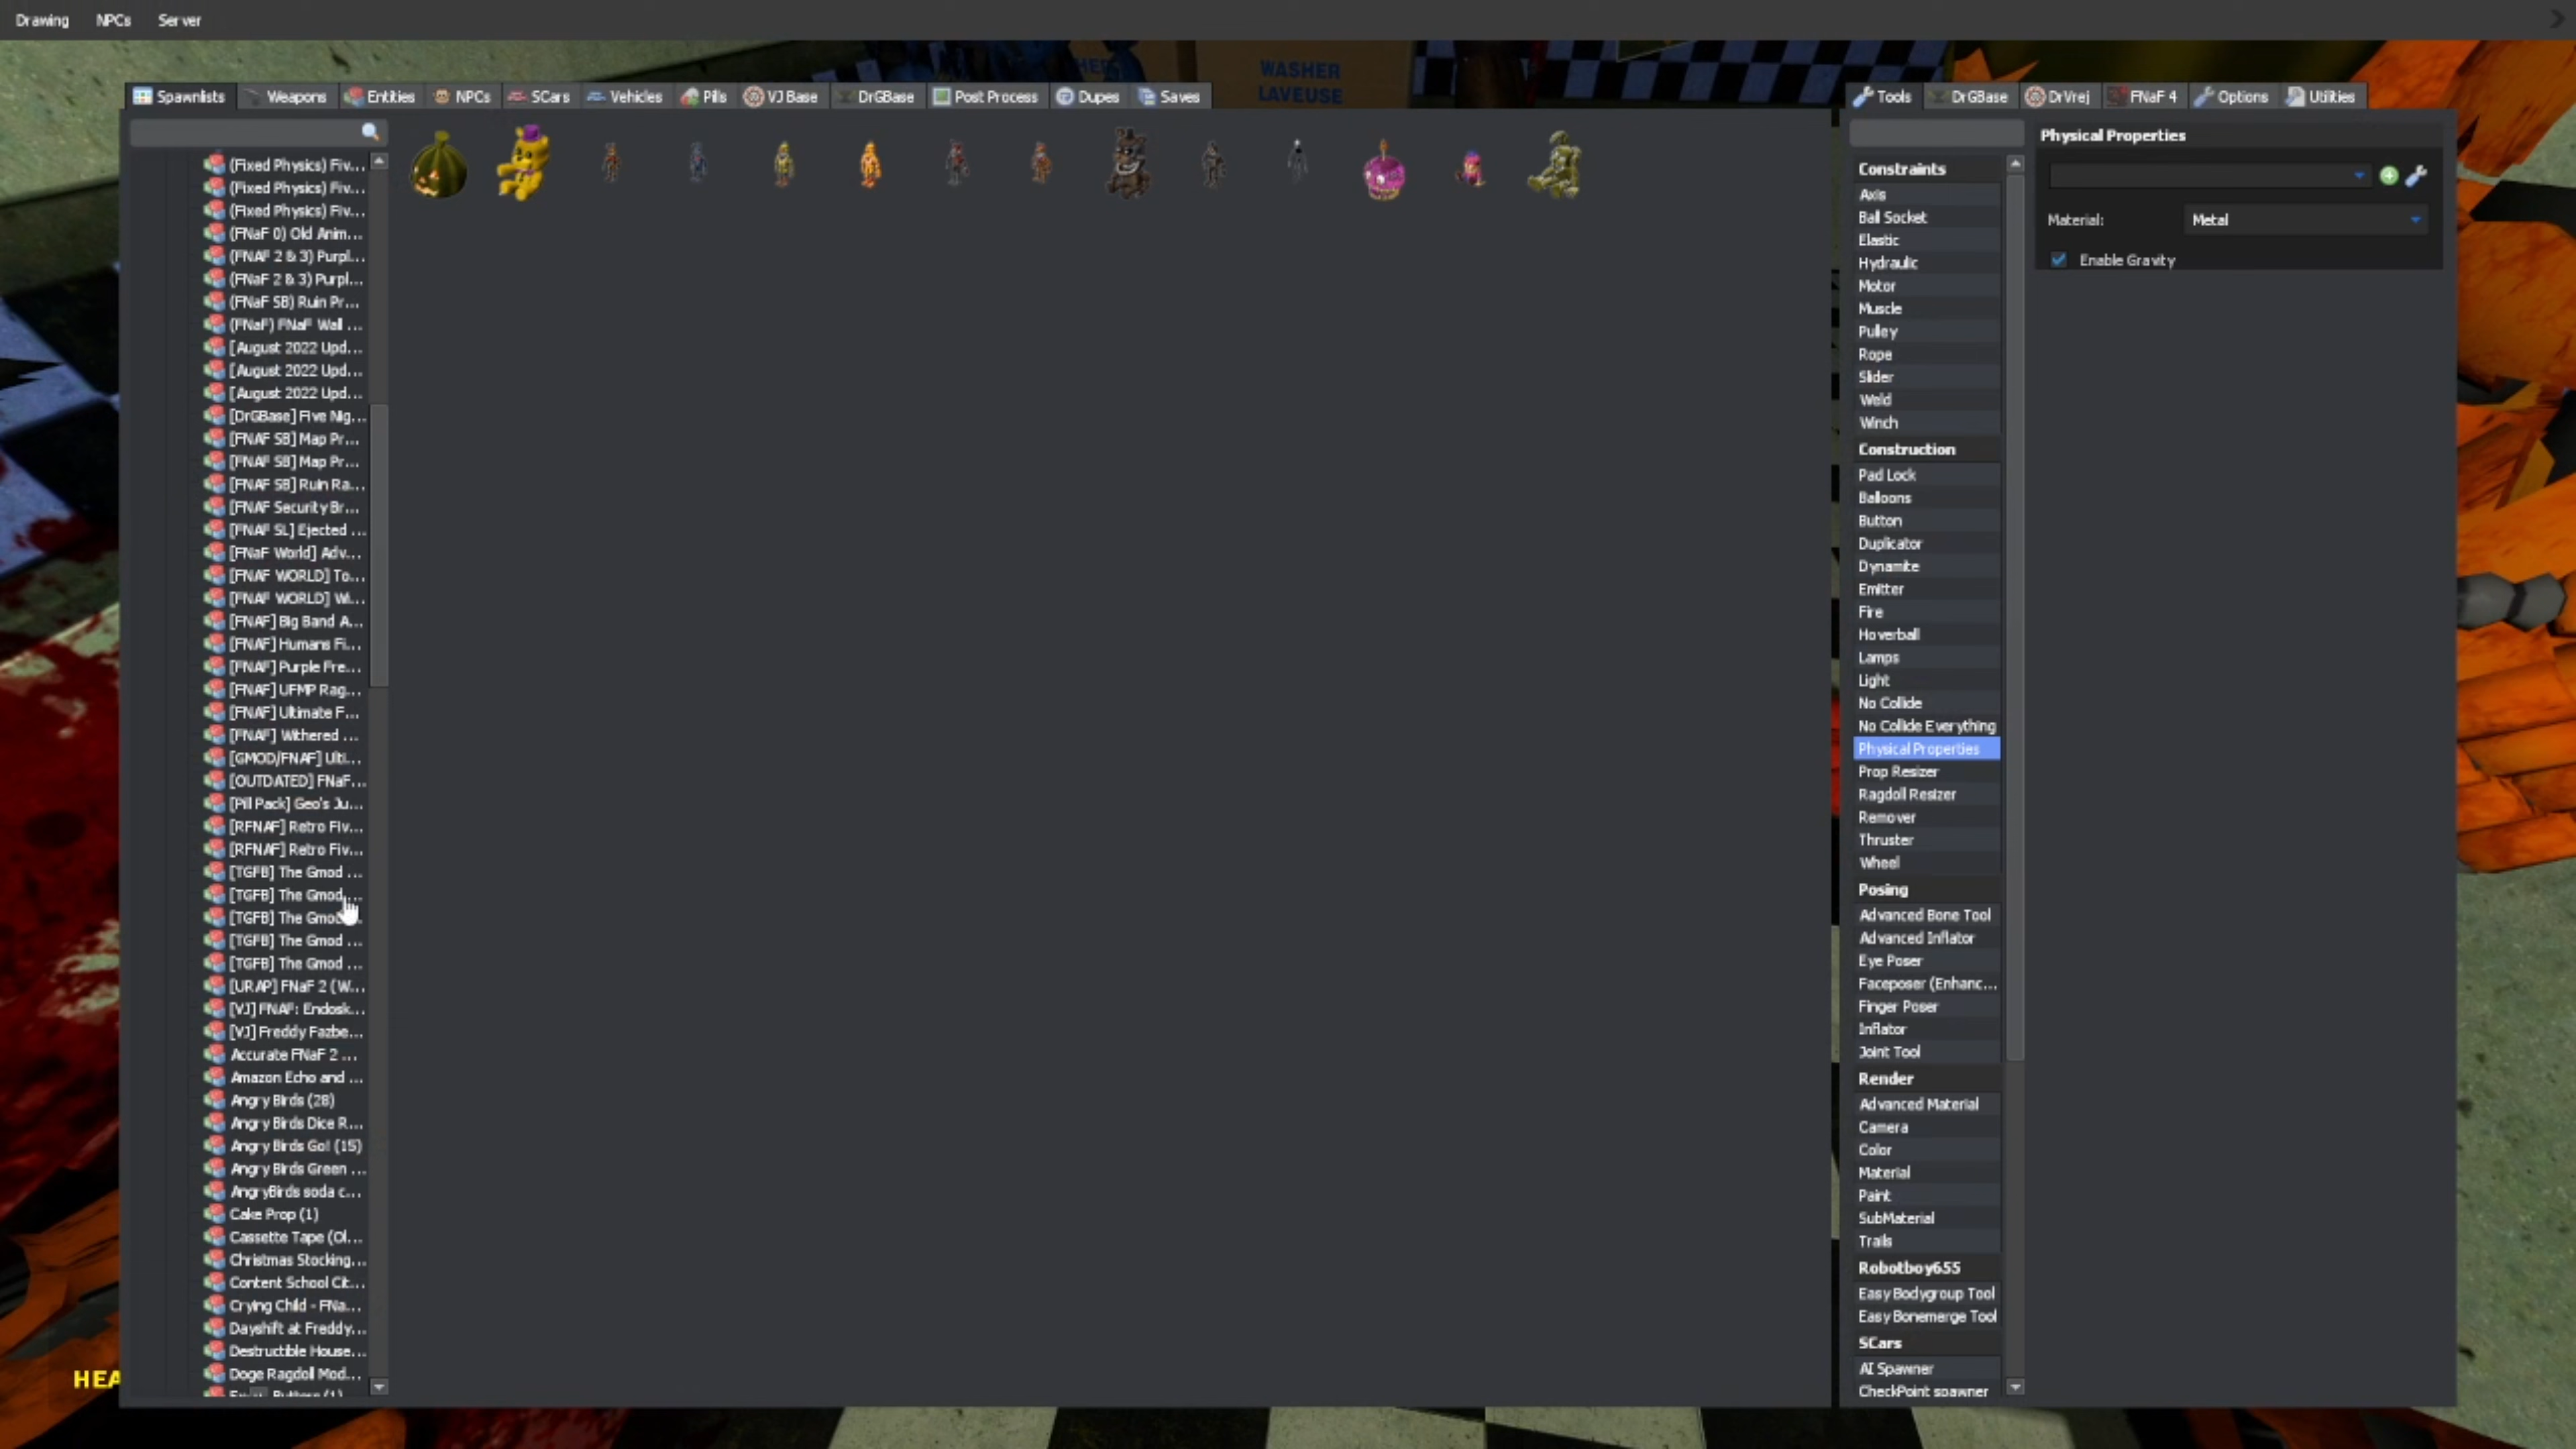 Drawing NPCs Server
WASHER
LAVEUSE
Spawnlists Weapons Entities NPCs SCars Vehicles Pills VJ Base DrGBase Post Process Dupes Saves
Tools DrGBase DrVrej FNaF 4 Options Utilities
(Fixed Physics) Fiv...
(Fixed Physics) Fiv...
(Fixed Physics) Fiv...
(FNaF 0) Old Anim...
(FNAF 2 & 3) Purpl...
(FNaF 2 & 3) Purpl...
(FNaF SB) Ruin Pr...
(FNaF) FNaF Wall ...
[August 2022 Upd...
[August 2022 Upd...
[August 2022 Upd...
[DrGBase] Five Nig...
[FNAF SB] Map Pr...
[FNAF SB] Map Pr...
[FNAF SB] Ruin Ra...
[FNAF Security Br...
[FNAF SL] Ejected ...
[FNaF World] Adv...
[FNAF WORLD] To...
[FNAF WORLD] Wi...
[FNAF] Big Band A...
[FNAF] Humans Fi...
[FNAF] Purple Fre...
[FNAF] UFMP Rag...
[FNAF] Ultimate F...
[FNAF] Withered ...
[GMOD/FNAF] Ulti...
[OUTDATED] FNaF...
[Pill Pack] Geo's Ju...
[RFNAF] Retro Fiv...
[RFNAF] Retro Fiv...
[TGFB] The Gmod ...
[TGFB] The Gmod ...
[TGFB] The Gmod ...
[TGFB] The Gmod ...
[TGFB] The Gmod ...
[URAP] FNaF 2 (W...
[VJ] FNAF: Endosk...
[VJ] Freddy Fazbe...
Accurate FNaF 2 ...
Amazon Echo and ...
Angry Birds (28)
Angry Birds Dice R...
Angry Birds Go! (15)
Angry Birds Green ...
AngryBirds soda c...
Cake Prop (1)
Cassette Tape (Ol...
Christmas Stocking...
Content School Cit...
Crying Child - FNa...
Dayshift at Freddy...
Destructible House...
Doge Ragdoll Mod...
HEA
Constraints
Axis
Ball Socket
Elastic
Hydraulic
Motor
Muscle
Pulley
Rope
Slider
Weld
Winch
Construction
Pad Lock
Balloons
Button
Duplicator
Dynamite
Emitter
Fire
Hoverball
Lamps
Light
No Collide
No Collide Everything
Physical Properties
Prop Resizer
Ragdoll Resizer
Remover
Thruster
Wheel
Posing
Advanced Bone Tool
Advanced Inflator
Eye Poser
Faceposer (Enhanc...
Finger Poser
Inflator
Joint Tool
Render
Advanced Material
Camera
Color
Material
Paint
SubMaterial
Trails
Robotboy655
Easy Bodygroup Tool
Easy Bonemerge Tool
SCars
AI Spawner
CheckPoint spawner
Physical Properties
Material: Metal
Enable Gravity